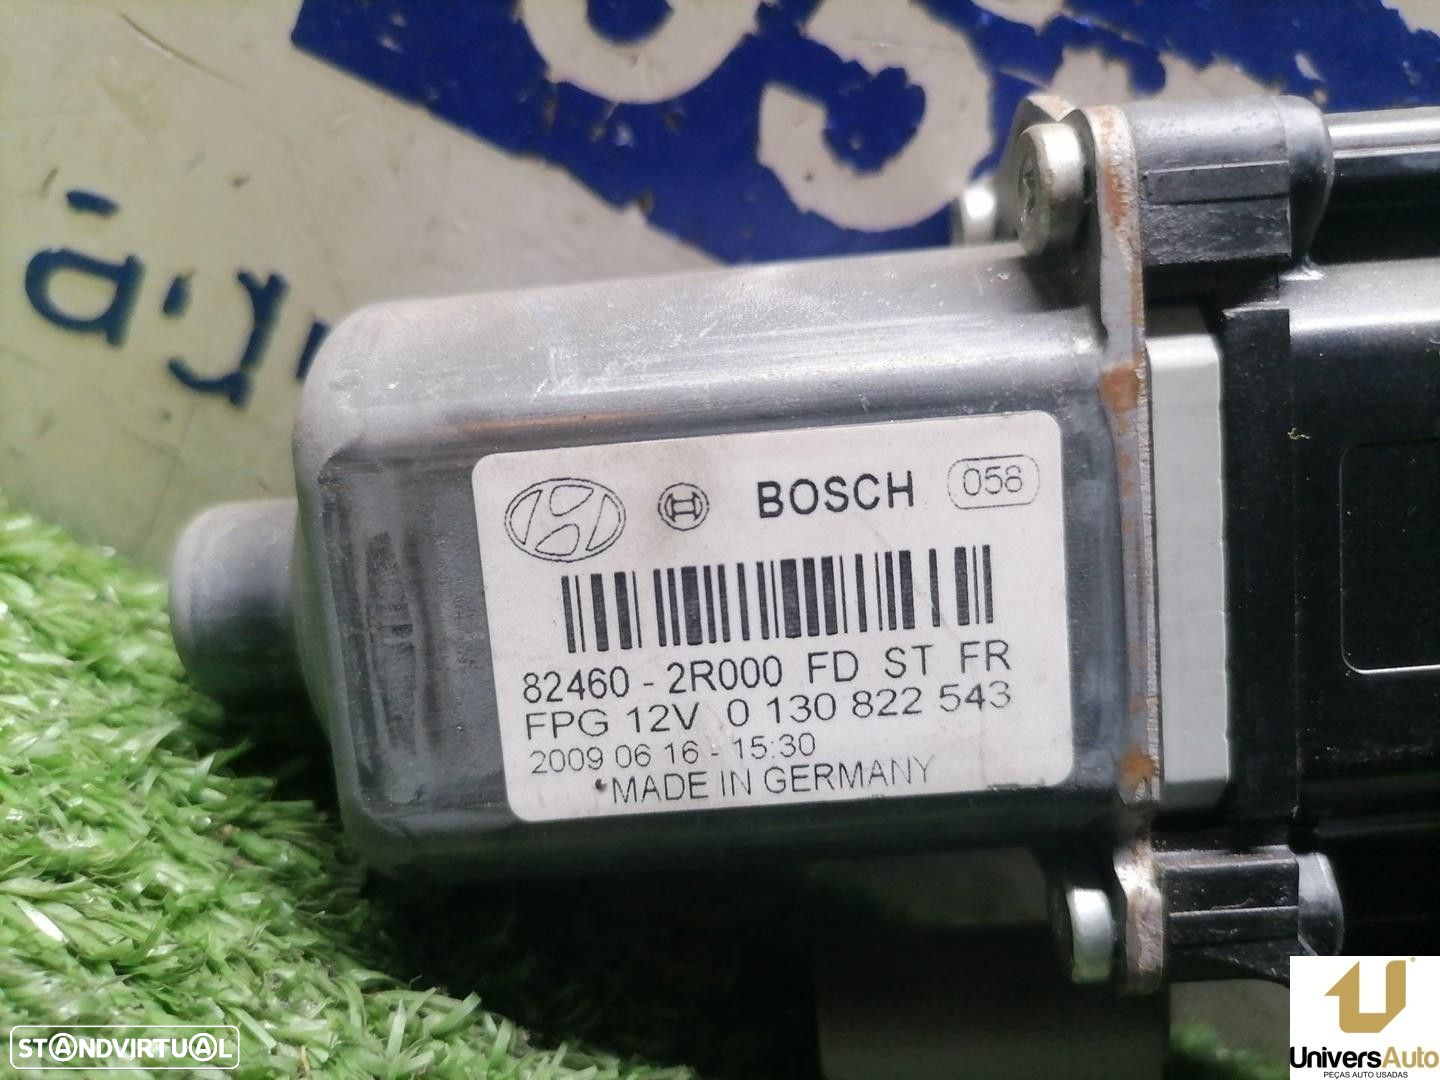 BOSCH 058
82460-2R000 FD ST FR
FPG 12V 0 130 822 543
2009 06 16 - 15:30
MADE IN GERMANY
STANDVIRTUAL
UniversAuto
PEÇAS AUTO USADAS